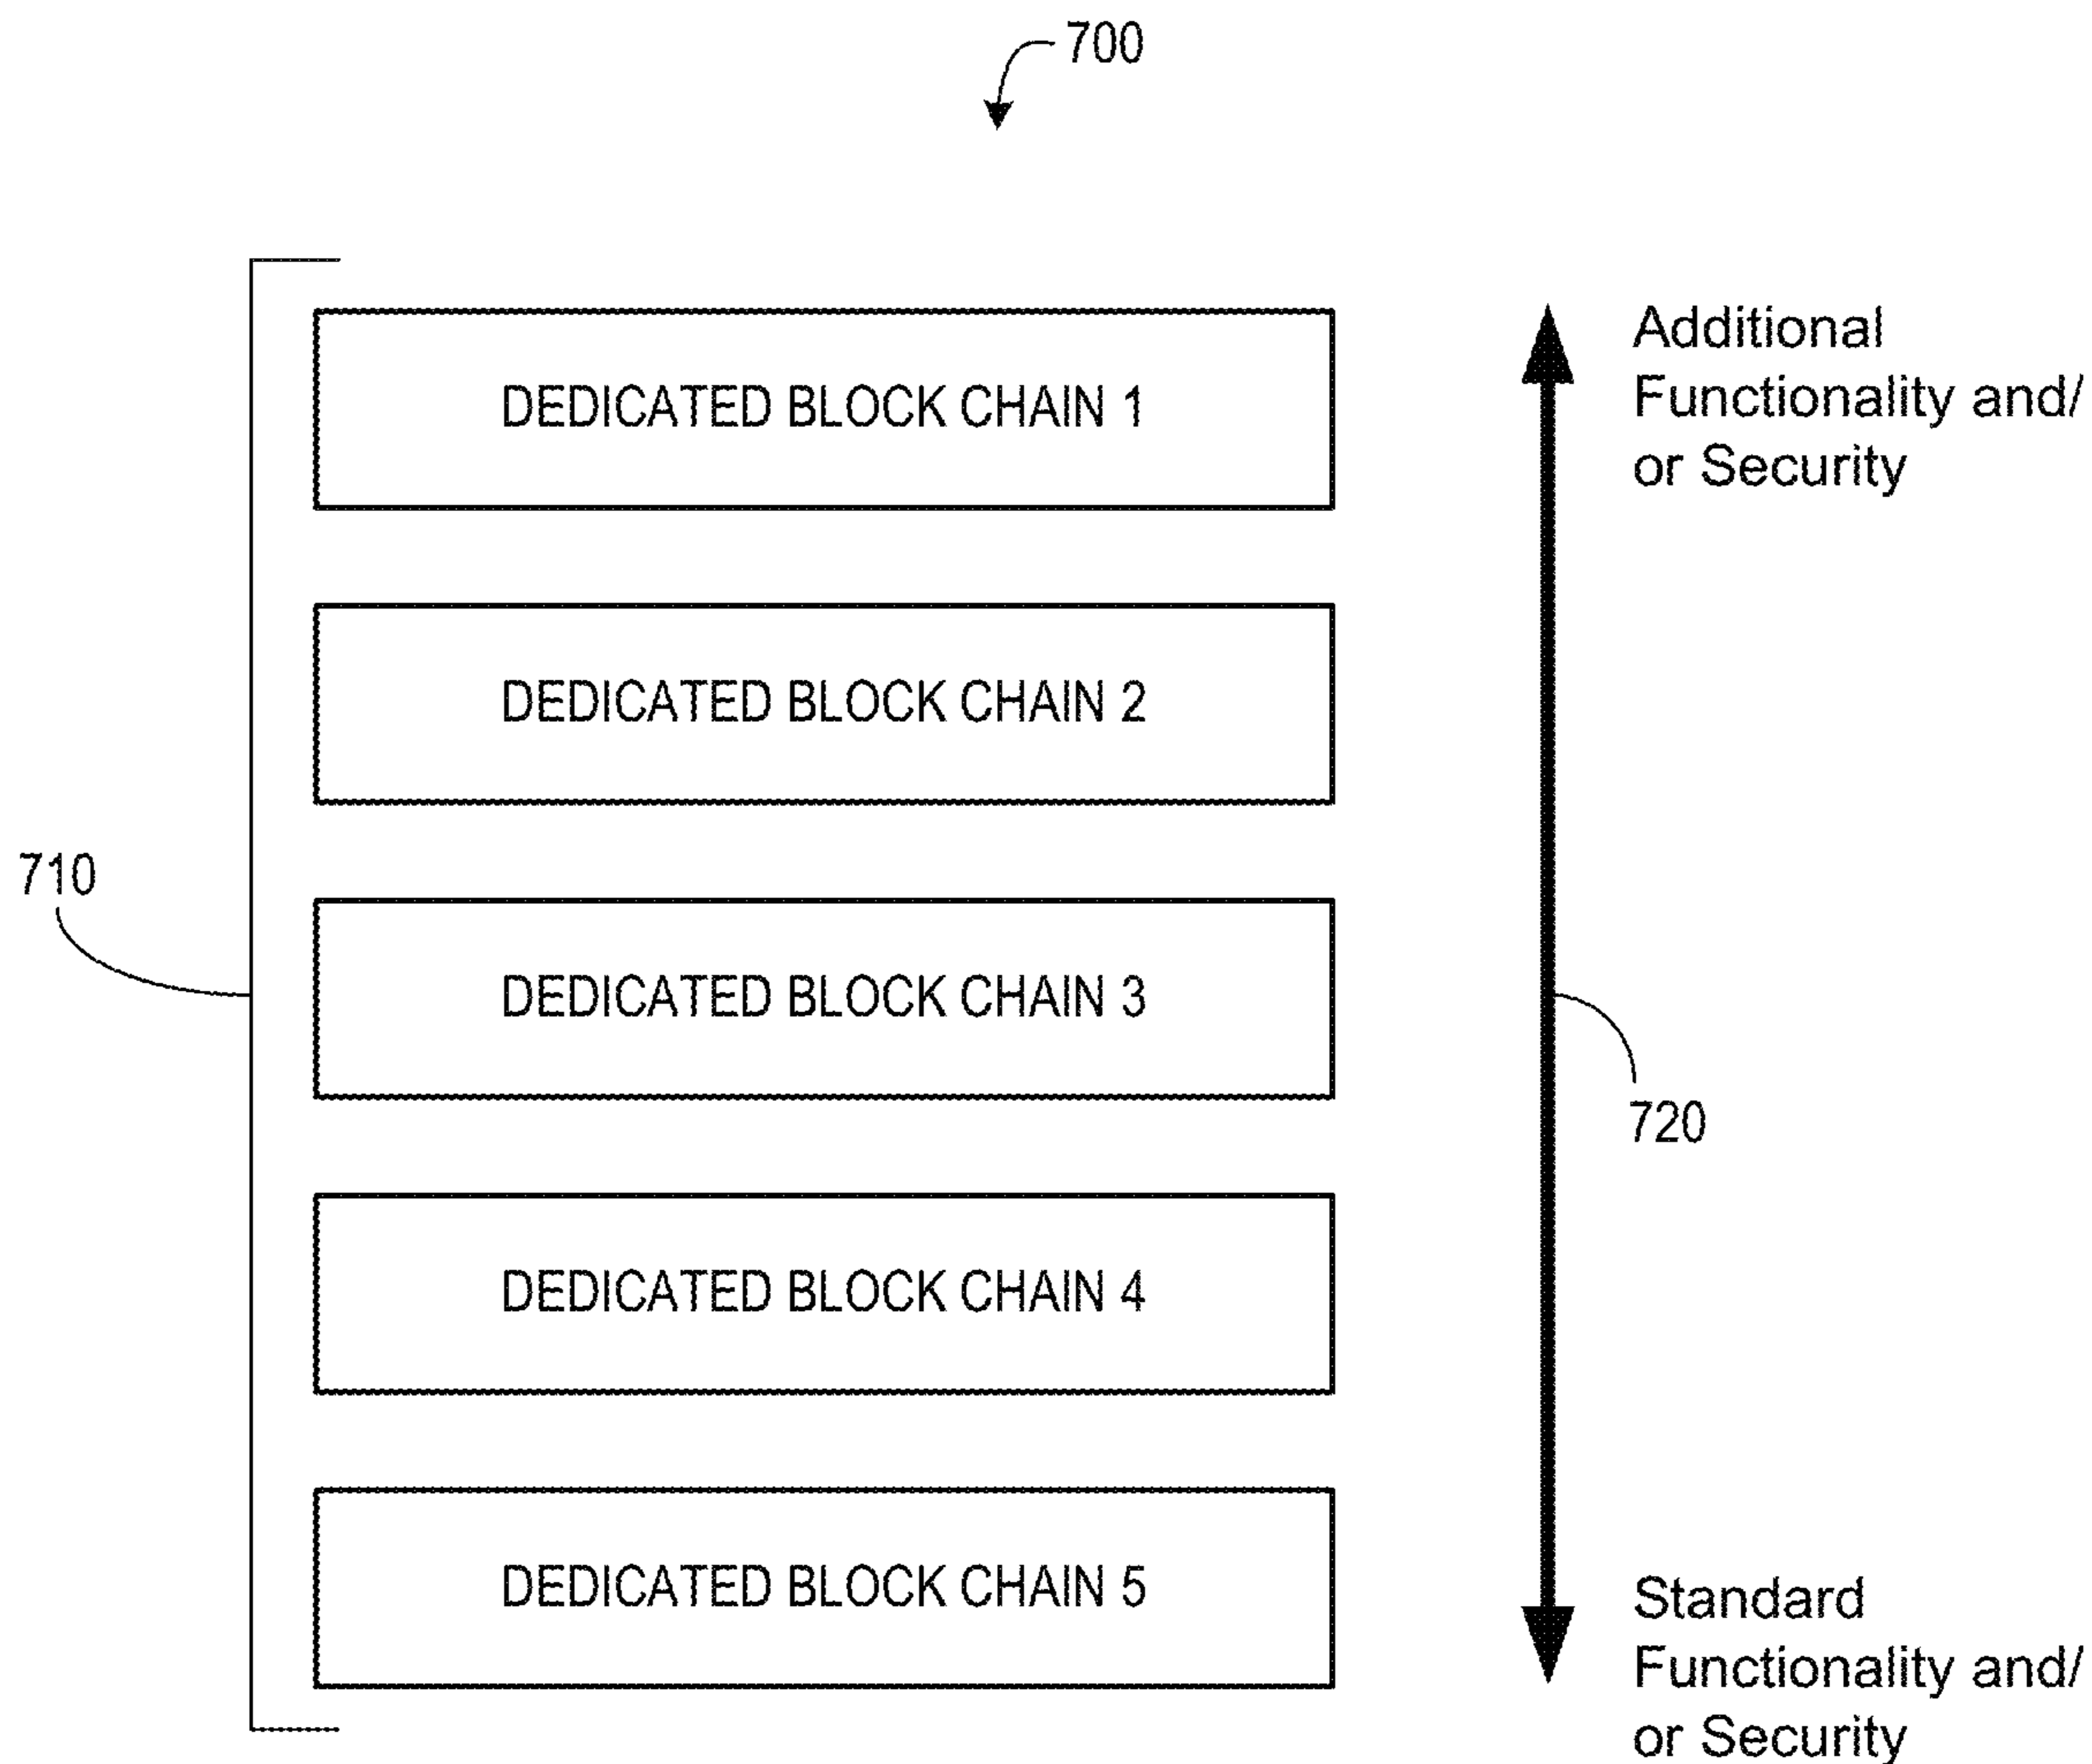 700
Additional
Functionality and/
or Security
DEDICATED BLOCK CHAIN 1
DEDICATED BLOCK CHAIN 2
710
DEDICATED BLOCK CHAIN 3
720
DEDICATED BLOCK CHAIN 4
DEDICATED BLOCK CHAIN 5
Standard
Functionality and/
or Security